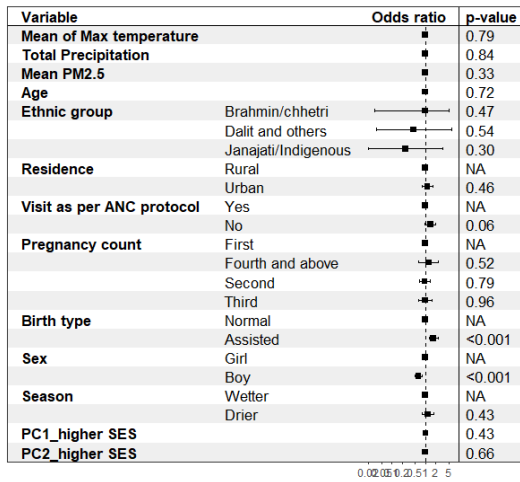 Variable Odds ratio p-value
Mean of Max temperature 0.79
Total Precipitation 0.84
Mean PM2.5 0.33
Age 0.72
Ethnic group Brahmin/chhetri 0.47
Dalit and others 0.54
Janajati/Indigenous 0.30
Residence Rural NA
Urban 0.46
Visit as per ANC protocol Yes NA
No 0.06
Pregnancy count First NA
Fourth and above 0.52
Second 0.79
Third 0.96
Birth type Normal NA
Assisted <0.001
Sex Girl NA
Boy <0.001
Season Wetter NA
Drier 0.43
PC1_higher SES 0.43
PC2_higher SES 0.66
1 2 5